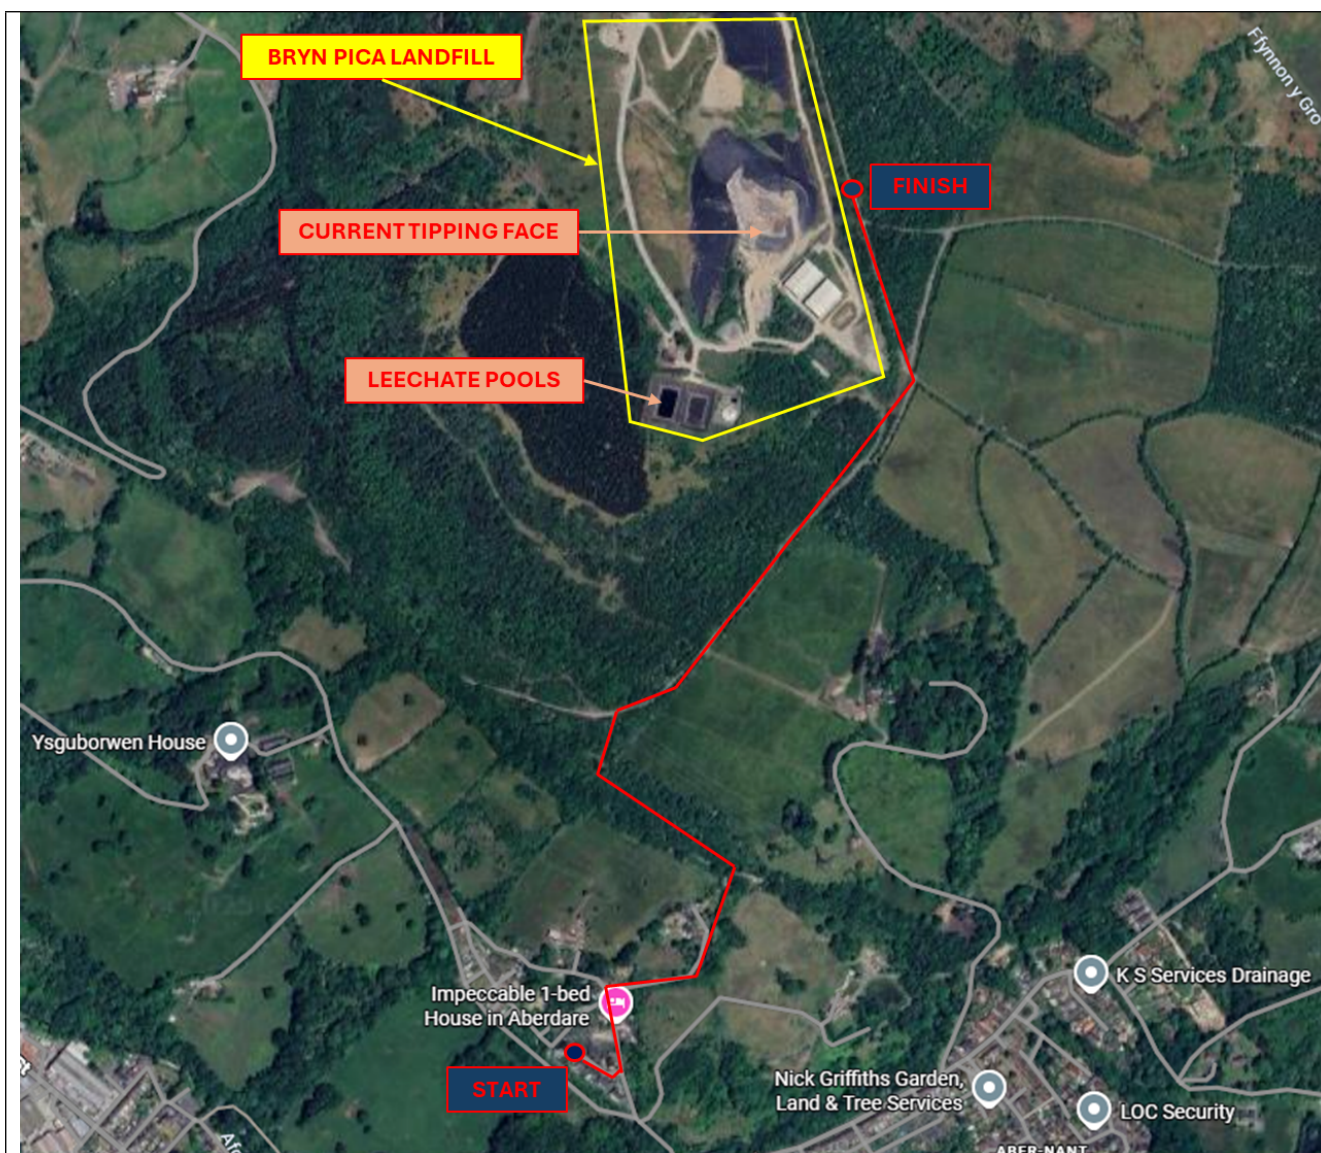 BRYN PICA LANDFILL
Ffynnon y Gro
FINISH
CURRENT TIPPING FACE
LEECHATE POOLS
Ysguborwen House
Impeccable 1-bed
House in Aberdare
START
K S Services Drainage
Nick Griffiths Garden,
Land & Tree Services
LOC Security
ABER-NANT